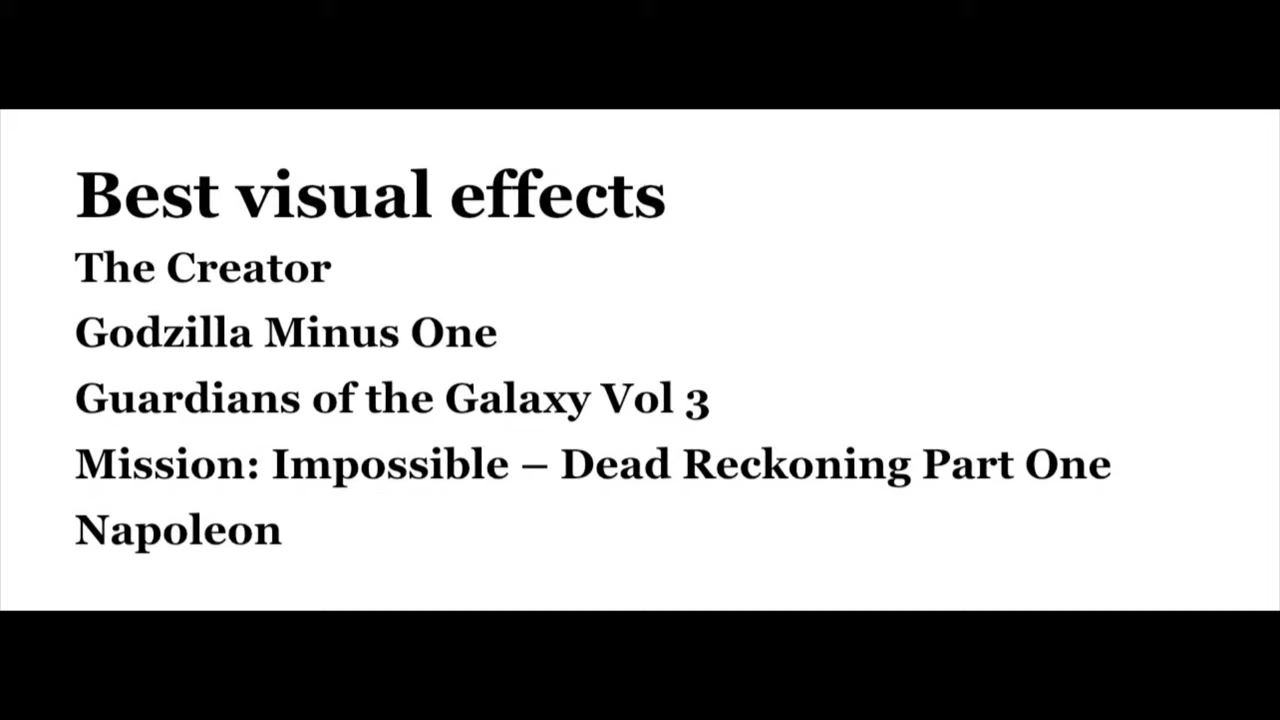 Best visual effects
The Creator
Godzilla Minus One
Guardians of the Galaxy Vol 3
Mission: Impossible – Dead Reckoning Part One
Napoleon